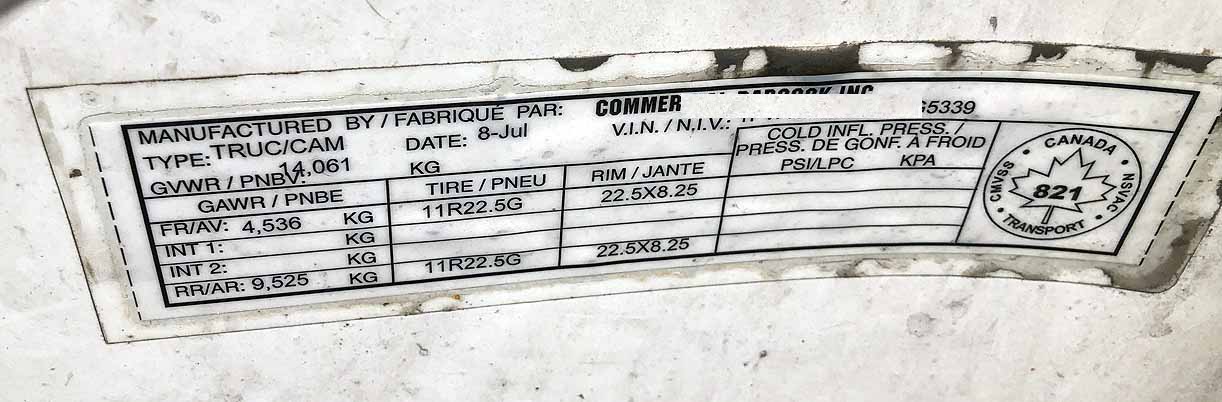 MANUFACTURED BY / FABRIQUÉ PAR: COMMER INC
TYPE: TRUC/CAM DATE: 8-Jul V.I.N. / N.I.V.: 5339
GVWR / PNBV: 14,061 KG
GAWR / PNBE TIRE / PNEU RIM / JANTE COLD INFL. PRESS. / PRESS. DE GONF. À FROID
PSI/LPC KPA
FR/AV: 4,536 KG 11R22.5G 22.5X8.25
INT 1: KG
INT 2: KG
RR/AR: 9,525 KG 11R22.5G 22.5X8.25
CANADA
CMVSS 821 NSVAC
TRANSPORT